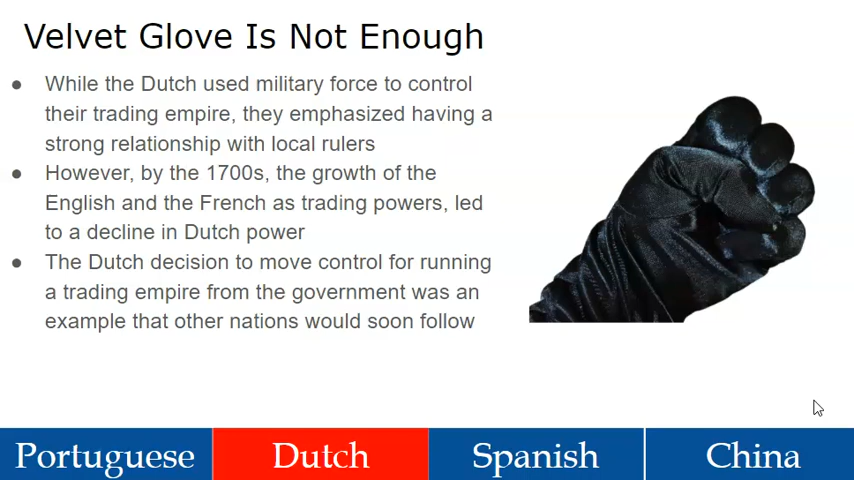 Velvet Glove Is Not Enough
● While the Dutch used military force to control
their trading empire, they emphasized having a
strong relationship with local rulers
● However, by the 1700s, the growth of the
English and the French as trading powers, led
to a decline in Dutch power
● The Dutch decision to move control for running
a trading empire from the government was an
example that other nations would soon follow
Portuguese Dutch Spanish China